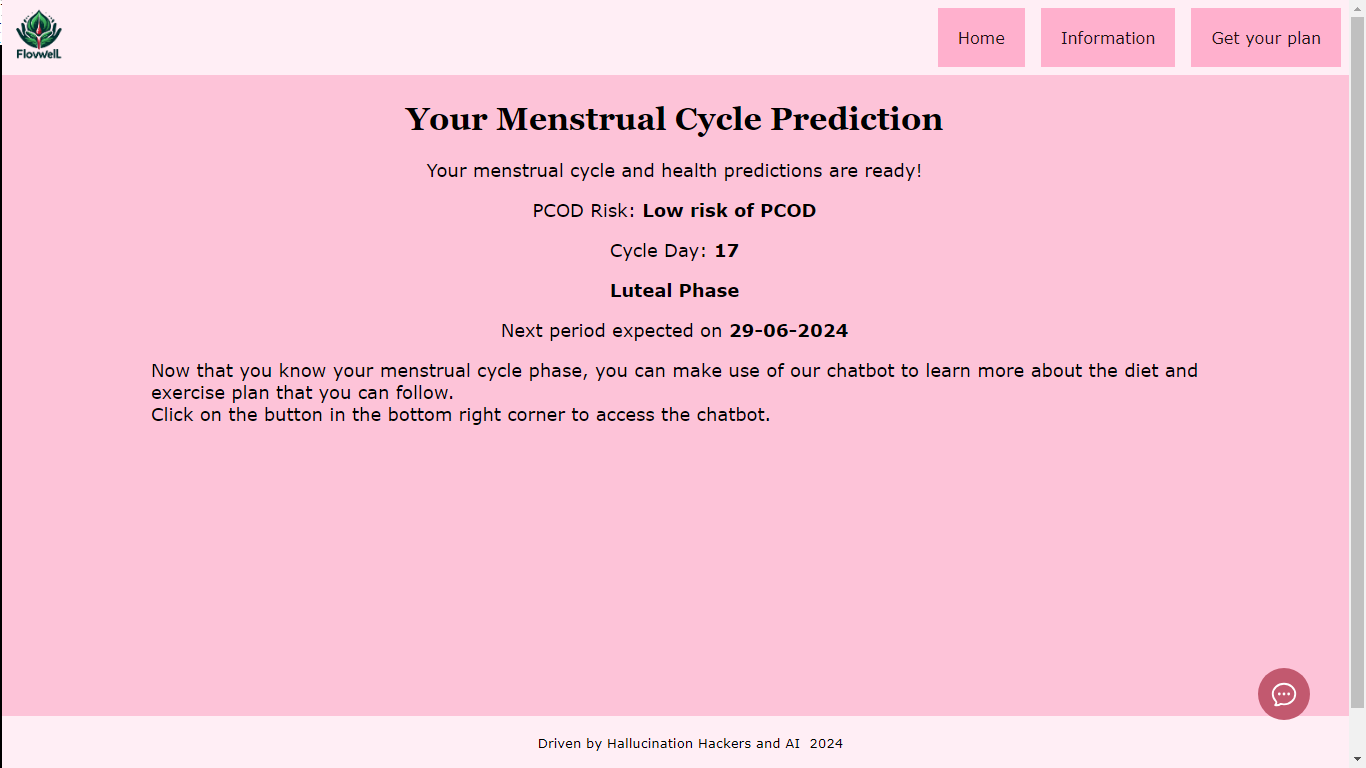 FlovwelL
Home
Information
Get your plan
Your Menstrual Cycle Prediction
Your menstrual cycle and health predictions are ready!
PCOD Risk: Low risk of PCOD
Cycle Day: 17
Luteal Phase
Next period expected on 29-06-2024
Now that you know your menstrual cycle phase, you can make use of our chatbot to learn more about the diet and
exercise plan that you can follow.
Click on the button in the bottom right corner to access the chatbot.
Driven by Hallucination Hackers and AI  2024